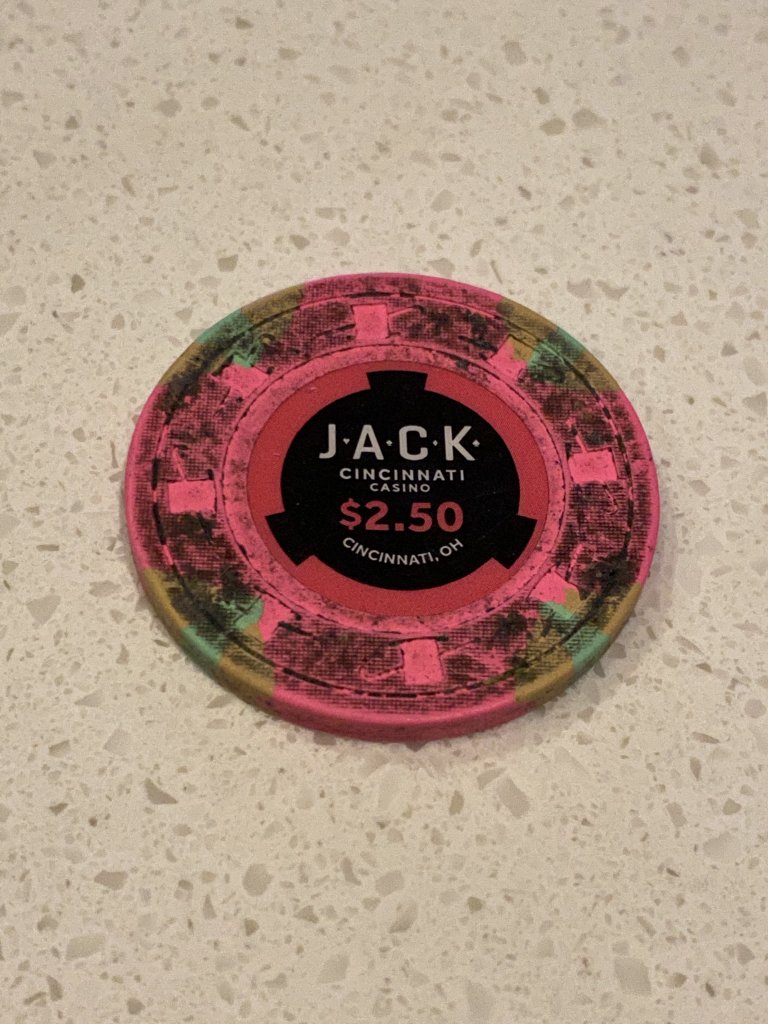 J·A·C·K·
CINCINNATI
CASINO
$2.50
CINCINNATI, OH